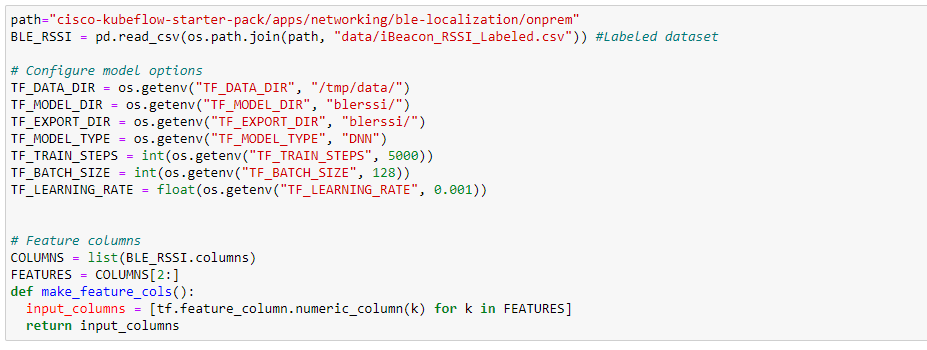 path="cisco-kubeflow-starter-pack/apps/networking/ble-localization/onprem"
BLE_RSSI = pd.read_csv(os.path.join(path, "data/iBeacon_RSSI_Labeled.csv")) #Labeled dataset

# Configure model options
TF_DATA_DIR = os.getenv("TF_DATA_DIR", "/tmp/data/")
TF_MODEL_DIR = os.getenv("TF_MODEL_DIR", "blerssi/")
TF_EXPORT_DIR = os.getenv("TF_EXPORT_DIR", "blerssi/")
TF_MODEL_TYPE = os.getenv("TF_MODEL_TYPE", "DNN")
TF_TRAIN_STEPS = int(os.getenv("TF_TRAIN_STEPS", 5000))
TF_BATCH_SIZE = int(os.getenv("TF_BATCH_SIZE", 128))
TF_LEARNING_RATE = float(os.getenv("TF_LEARNING_RATE", 0.001))

# Feature columns
COLUMNS = list(BLE_RSSI.columns)
FEATURES = COLUMNS[2:]
def make_feature_cols():
  input_columns = [tf.feature_column.numeric_column(k) for k in FEATURES]
  return input_columns